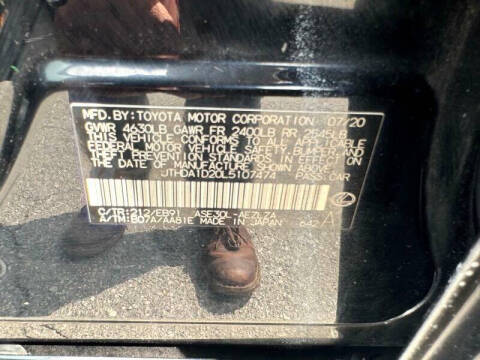 MFD. BY: TOYOTA MOTOR CORPORATION 07/20
GVWR 4630LB GAWR FR 2400LB RR 2545LB
THIS VEHICLE CONFORMS TO ALL APPLICABLE
FEDERAL MOTOR VEHICLE SAFETY, BUMPER, AND
THEFT PREVENTION STANDARDS IN EFFECT ON
THE DATE OF MANUFACTURE SHOWN ABOVE.
JTHDA1D20L5107474 PASS.CAR
C/TR:212/EB91 ASE30L-AEZLZA
A/TM:B07A/AA81E MADE IN JAPAN A